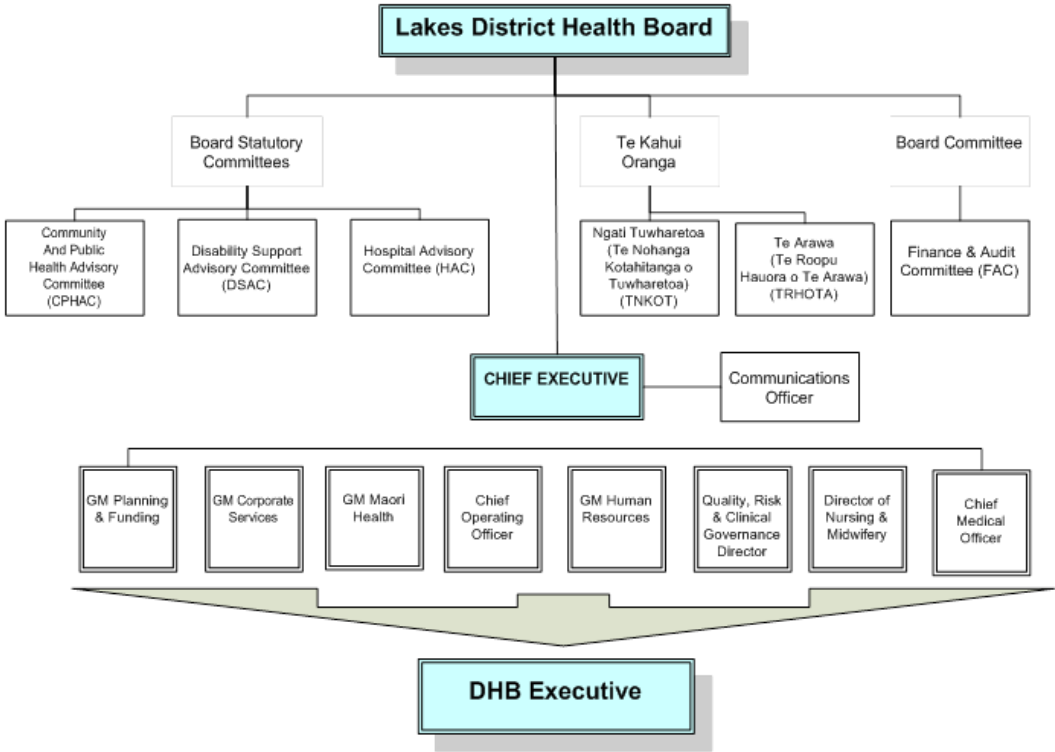 Lakes District Health Board
Board Statutory
Committees
Te Kahui
Oranga
Board Committee
Community
And Public
Health Advisory
Committee
(CPHAC)
Disability Support
Advisory Committee
(DSAC)
Hospital Advisory
Committee (HAC)
Ngati Tuwharetoa
(Te Nohanga
Kotahitanga o
Tuwharetoa)
(TNKOT)
Te Arawa
(Te Roopu
Hauora o Te Arawa)
(TRHOTA)
Finance & Audit
Committee (FAC)
CHIEF EXECUTIVE
Communications
Officer
GM Planning
& Funding
GM Corporate
Services
GM Maori
Health
Chief
Operating
Officer
GM Human
Resources
Quality, Risk
& Clinical
Governance
Director
Director of
Nursing &
Midwifery
Chief
Medical
Officer
DHB Executive